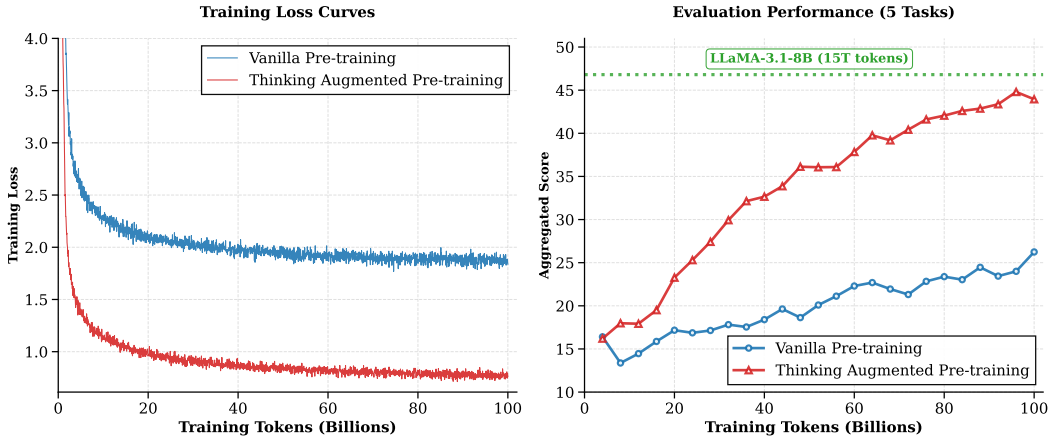 Training Loss Curves
4.0
3.5
3.0
2.5
2.0
1.5
1.0
Training Loss
Vanilla Pre-training
Thinking Augmented Pre-training
0
20
40
60
80
100
Training Tokens (Billions)
Evaluation Performance (5 Tasks)
50
45
40
35
30
25
20
15
10
Aggregated Score
LLaMA-3.1-8B (15T tokens)
Vanilla Pre-training
Thinking Augmented Pre-training
0
20
40
60
80
100
Training Tokens (Billions)